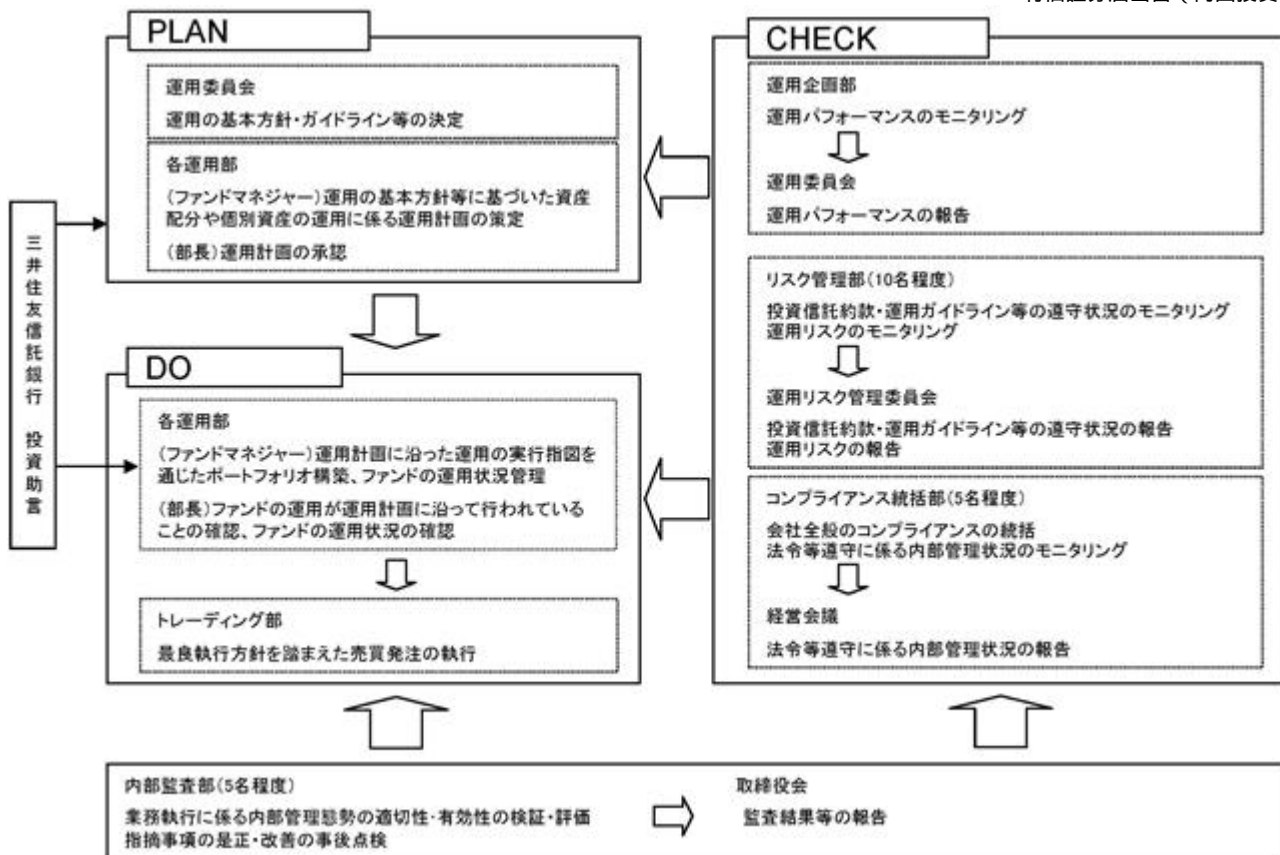 PLAN
運用委員会
運用の基本方針・ガイドライン等の決定
各運用部
(ファンドマネジャー)運用の基本方針等に基づいた資産
配分や個別資産の運用に係る運用計画の策定
(部長)運用計画の承認
三井住友信託銀行 投資助言
DO
各運用部
(ファンドマネジャー)運用計画に沿った運用の実行指図を
通じたポートフォリオ構築、ファンドの運用状況管理
(部長)ファンドの運用が運用計画に沿って行われている
ことの確認、ファンドの運用状況の確認
トレーディング部
最良執行方針を踏まえた売買発注の執行
CHECK
運用企画部
運用パフォーマンスのモニタリング
運用委員会
運用パフォーマンスの報告
リスク管理部(10名程度)
投資信託約款・運用ガイドライン等の遵守状況のモニタリング
運用リスクのモニタリング
運用リスク管理委員会
投資信託約款・運用ガイドライン等の遵守状況の報告
運用リスクの報告
コンプライアンス統括部(5名程度)
会社全般のコンプライアンスの統括
法令等遵守に係る内部管理状況のモニタリング
経営会議
法令等遵守に係る内部管理状況の報告
内部監査部(5名程度)
業務執行に係る内部管理態勢の適切性・有効性の検証・評価
指摘事項の是正・改善の事後点検
取締役会
監査結果等の報告